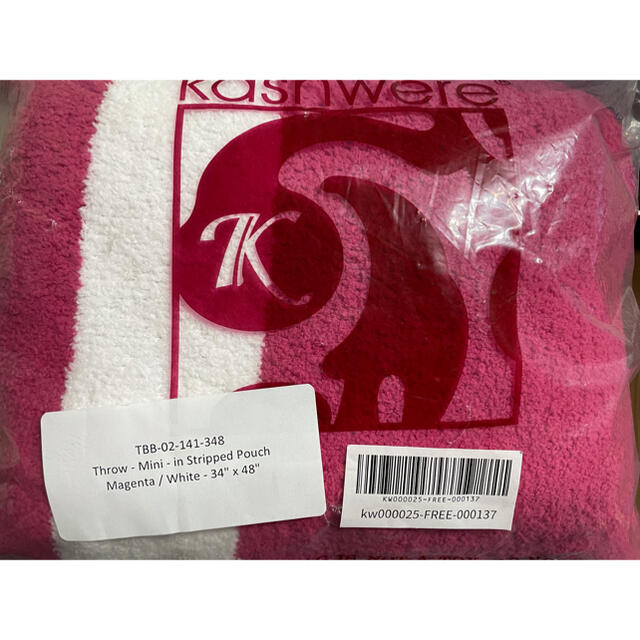 kashwere
K
TBB-02-141-348
Throw - Mini - in Stripped Pouch
Magenta / White - 34" x 48"
KW000025-FREE-000137
kw000025-FREE-000137